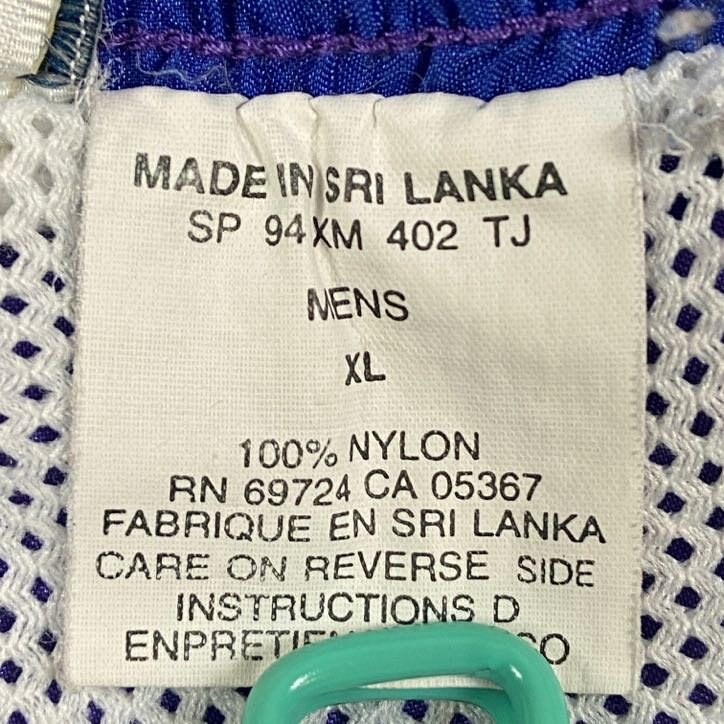 MADE IN SRI LANKA
SP 94XM 402 TJ
MENS
XL
100% NYLON
RN 69724 CA 05367
FABRIQUE EN SRI LANKA
CARE ON REVERSE SIDE
INSTRUCTIONS D